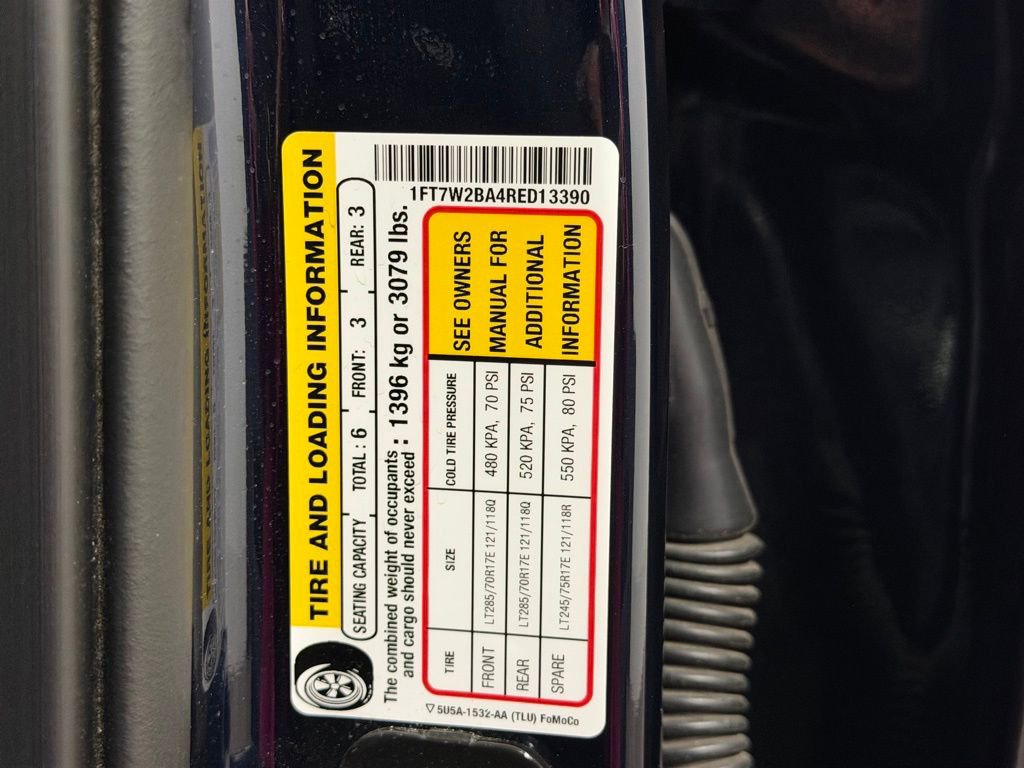 1FT7W2BA4RED13390
TIRE AND LOADING INFORMATION
SEATING CAPACITY TOTAL : 6 FRONT: 3 REAR: 3
The combined weight of occupants : 1396 kg or 3079 lbs.
and cargo should never exceed
TIRE SIZE COLD TIRE PRESSURE
FRONT LT285/70R17E 121/118Q 480 KPA, 70 PSI
REAR LT285/70R17E 121/118Q 520 KPA, 75 PSI
SPARE LT245/75R17E 121/118R 550 KPA, 80 PSI
SEE OWNERS
MANUAL FOR
ADDITIONAL
INFORMATION
5U5A-1532-AA (TLU) FoMoCo